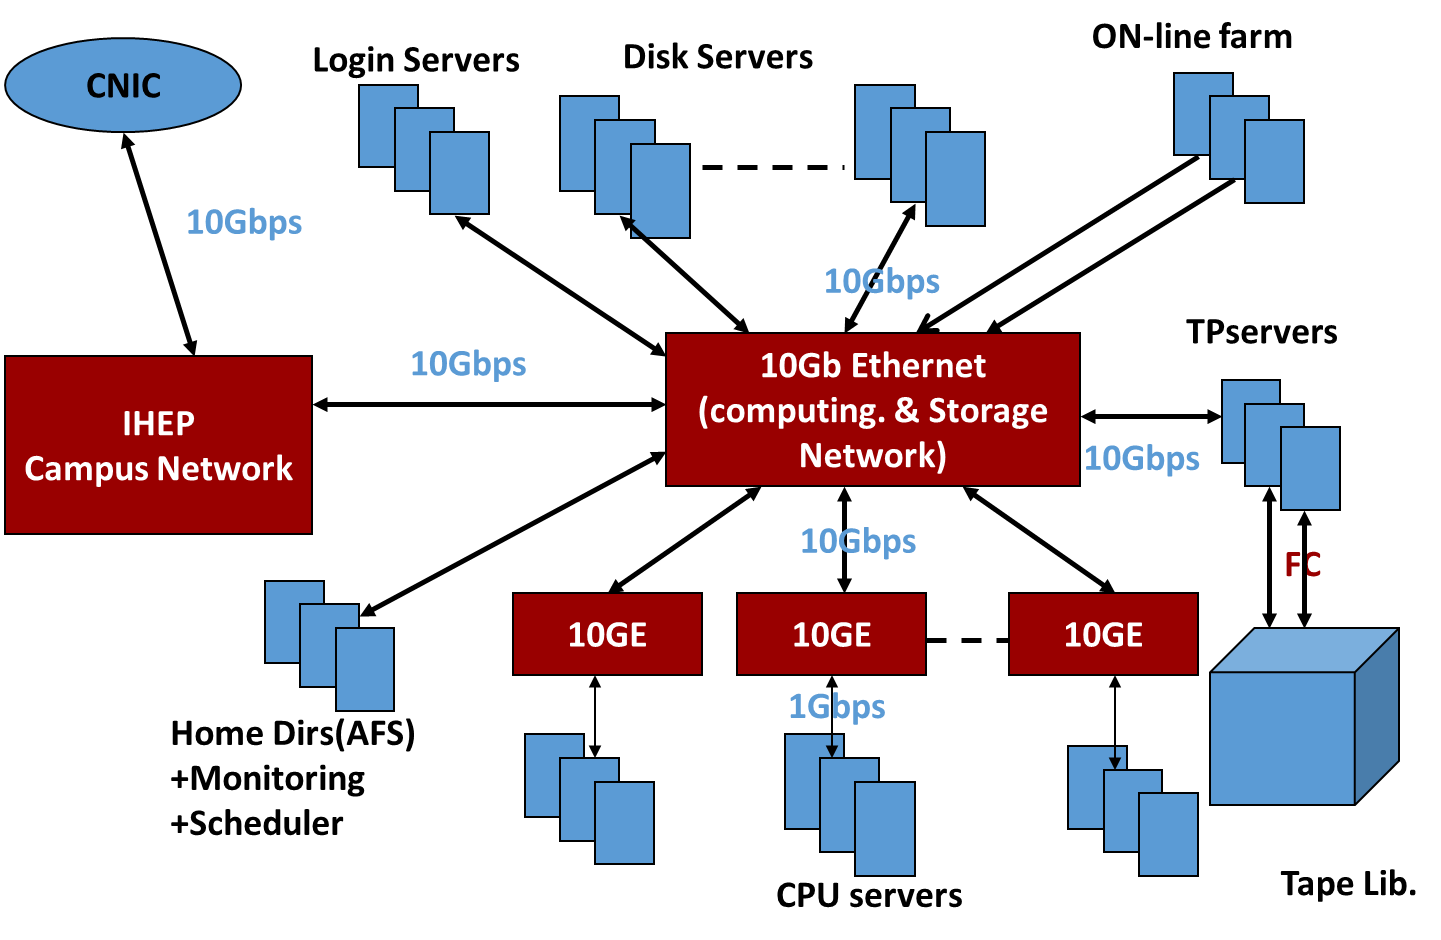 ON-line farm
Login Servers
Disk Servers
CNIC
10Gbps
10Gbps
TPservers
10Gbps
10Gb Ethernet
(computing. & Storage
Network)
IHEP
Campus Network
10Gbps
10Gbps
FC
10GE
10GE
10GE
1Gbps
Home Dirs(AFS)
+Monitoring
+Scheduler
CPU servers
Tape Lib.